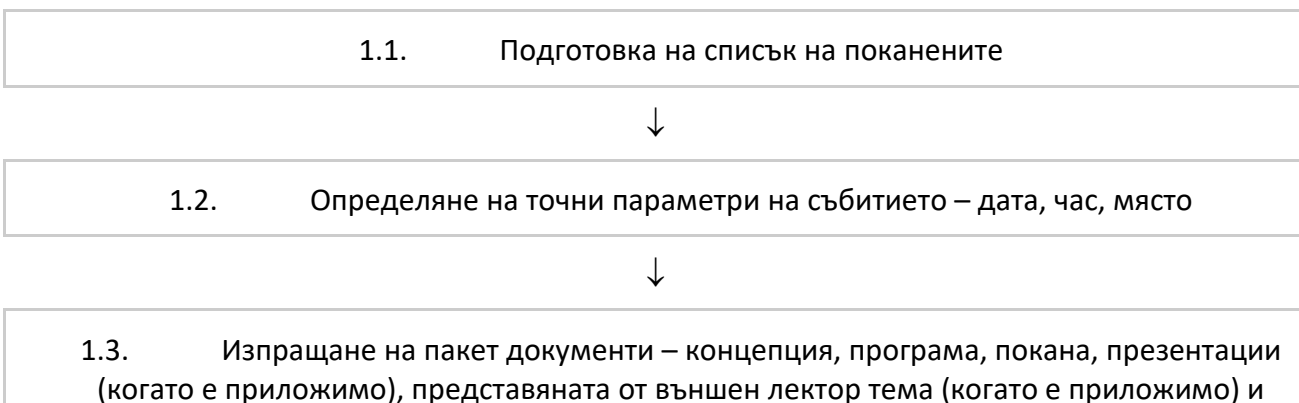 1.1. Подготовка на списък на поканените
↓
1.2. Определяне на точни параметри на събитието – дата, час, място
↓
1.3. Изпращане на пакет документи – концепция, програма, покана, презентации
(когато е приложимо), представяната от външен лектор тема (когато е приложимо) и